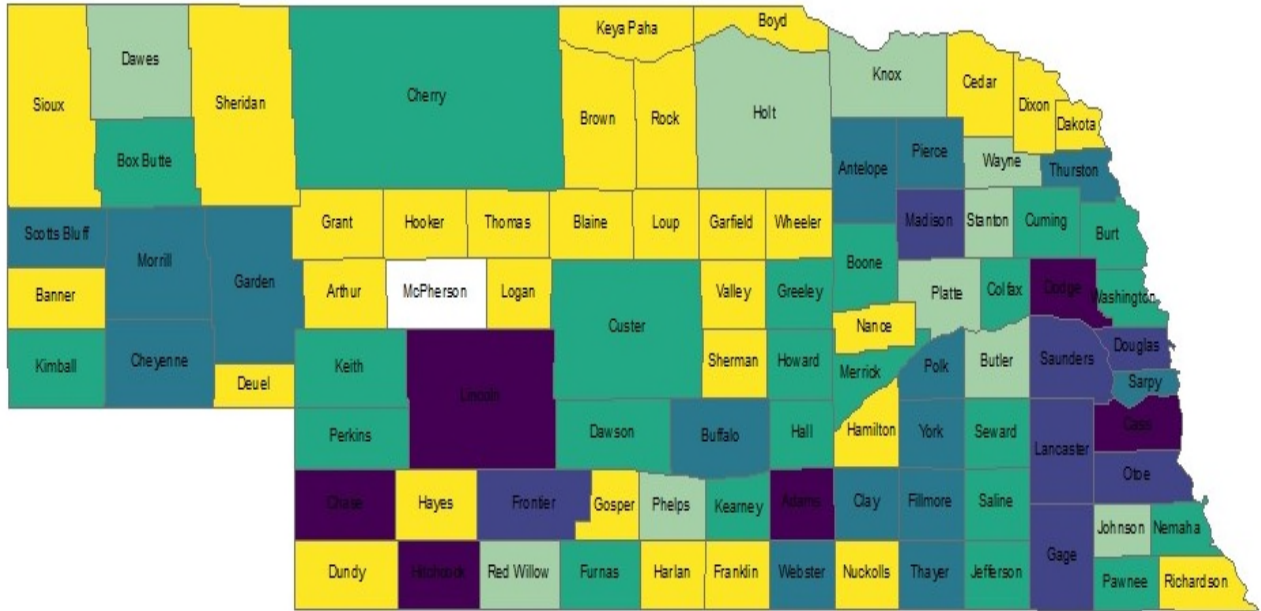 Keya Paha
Boyd
Dawes
Knox
Cedar
Sioux
Sheridan
Cherry
Brown
Rock
Holt
Dixon
Dakota
Box Butte
Antelope
Pierce
Wayne
Thurston
Scotts Bluff
Grant
Hooker
Thomas
Blaine
Loup
Garfield
Wheeler
Madison
Stanton
Cuming
Burt
Morrill
Garden
Banner
Arthur
McPherson
Logan
Custer
Valley
Greeley
Boone
Platte
Colfax
Dodge
Washington
Nance
Kimball
Cheyenne
Deuel
Keith
Lincoln
Sherman
Howard
Merrick
Polk
Butler
Saunders
Douglas
Sarpy
Perkins
Dawson
Buffalo
Hall
Hamilton
York
Seward
Lancaster
Cass
Otoe
Chase
Hayes
Frontier
Gosper
Phelps
Kearney
Adams
Clay
Fillmore
Saline
Johnson
Nemaha
Gage
Dundy
Hitchcock
Red Willow
Furnas
Harlan
Franklin
Webster
Nuckolls
Thayer
Jefferson
Pawnee
Richardson